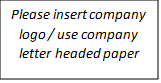 Please insert company
logo / use company
letter headed paper